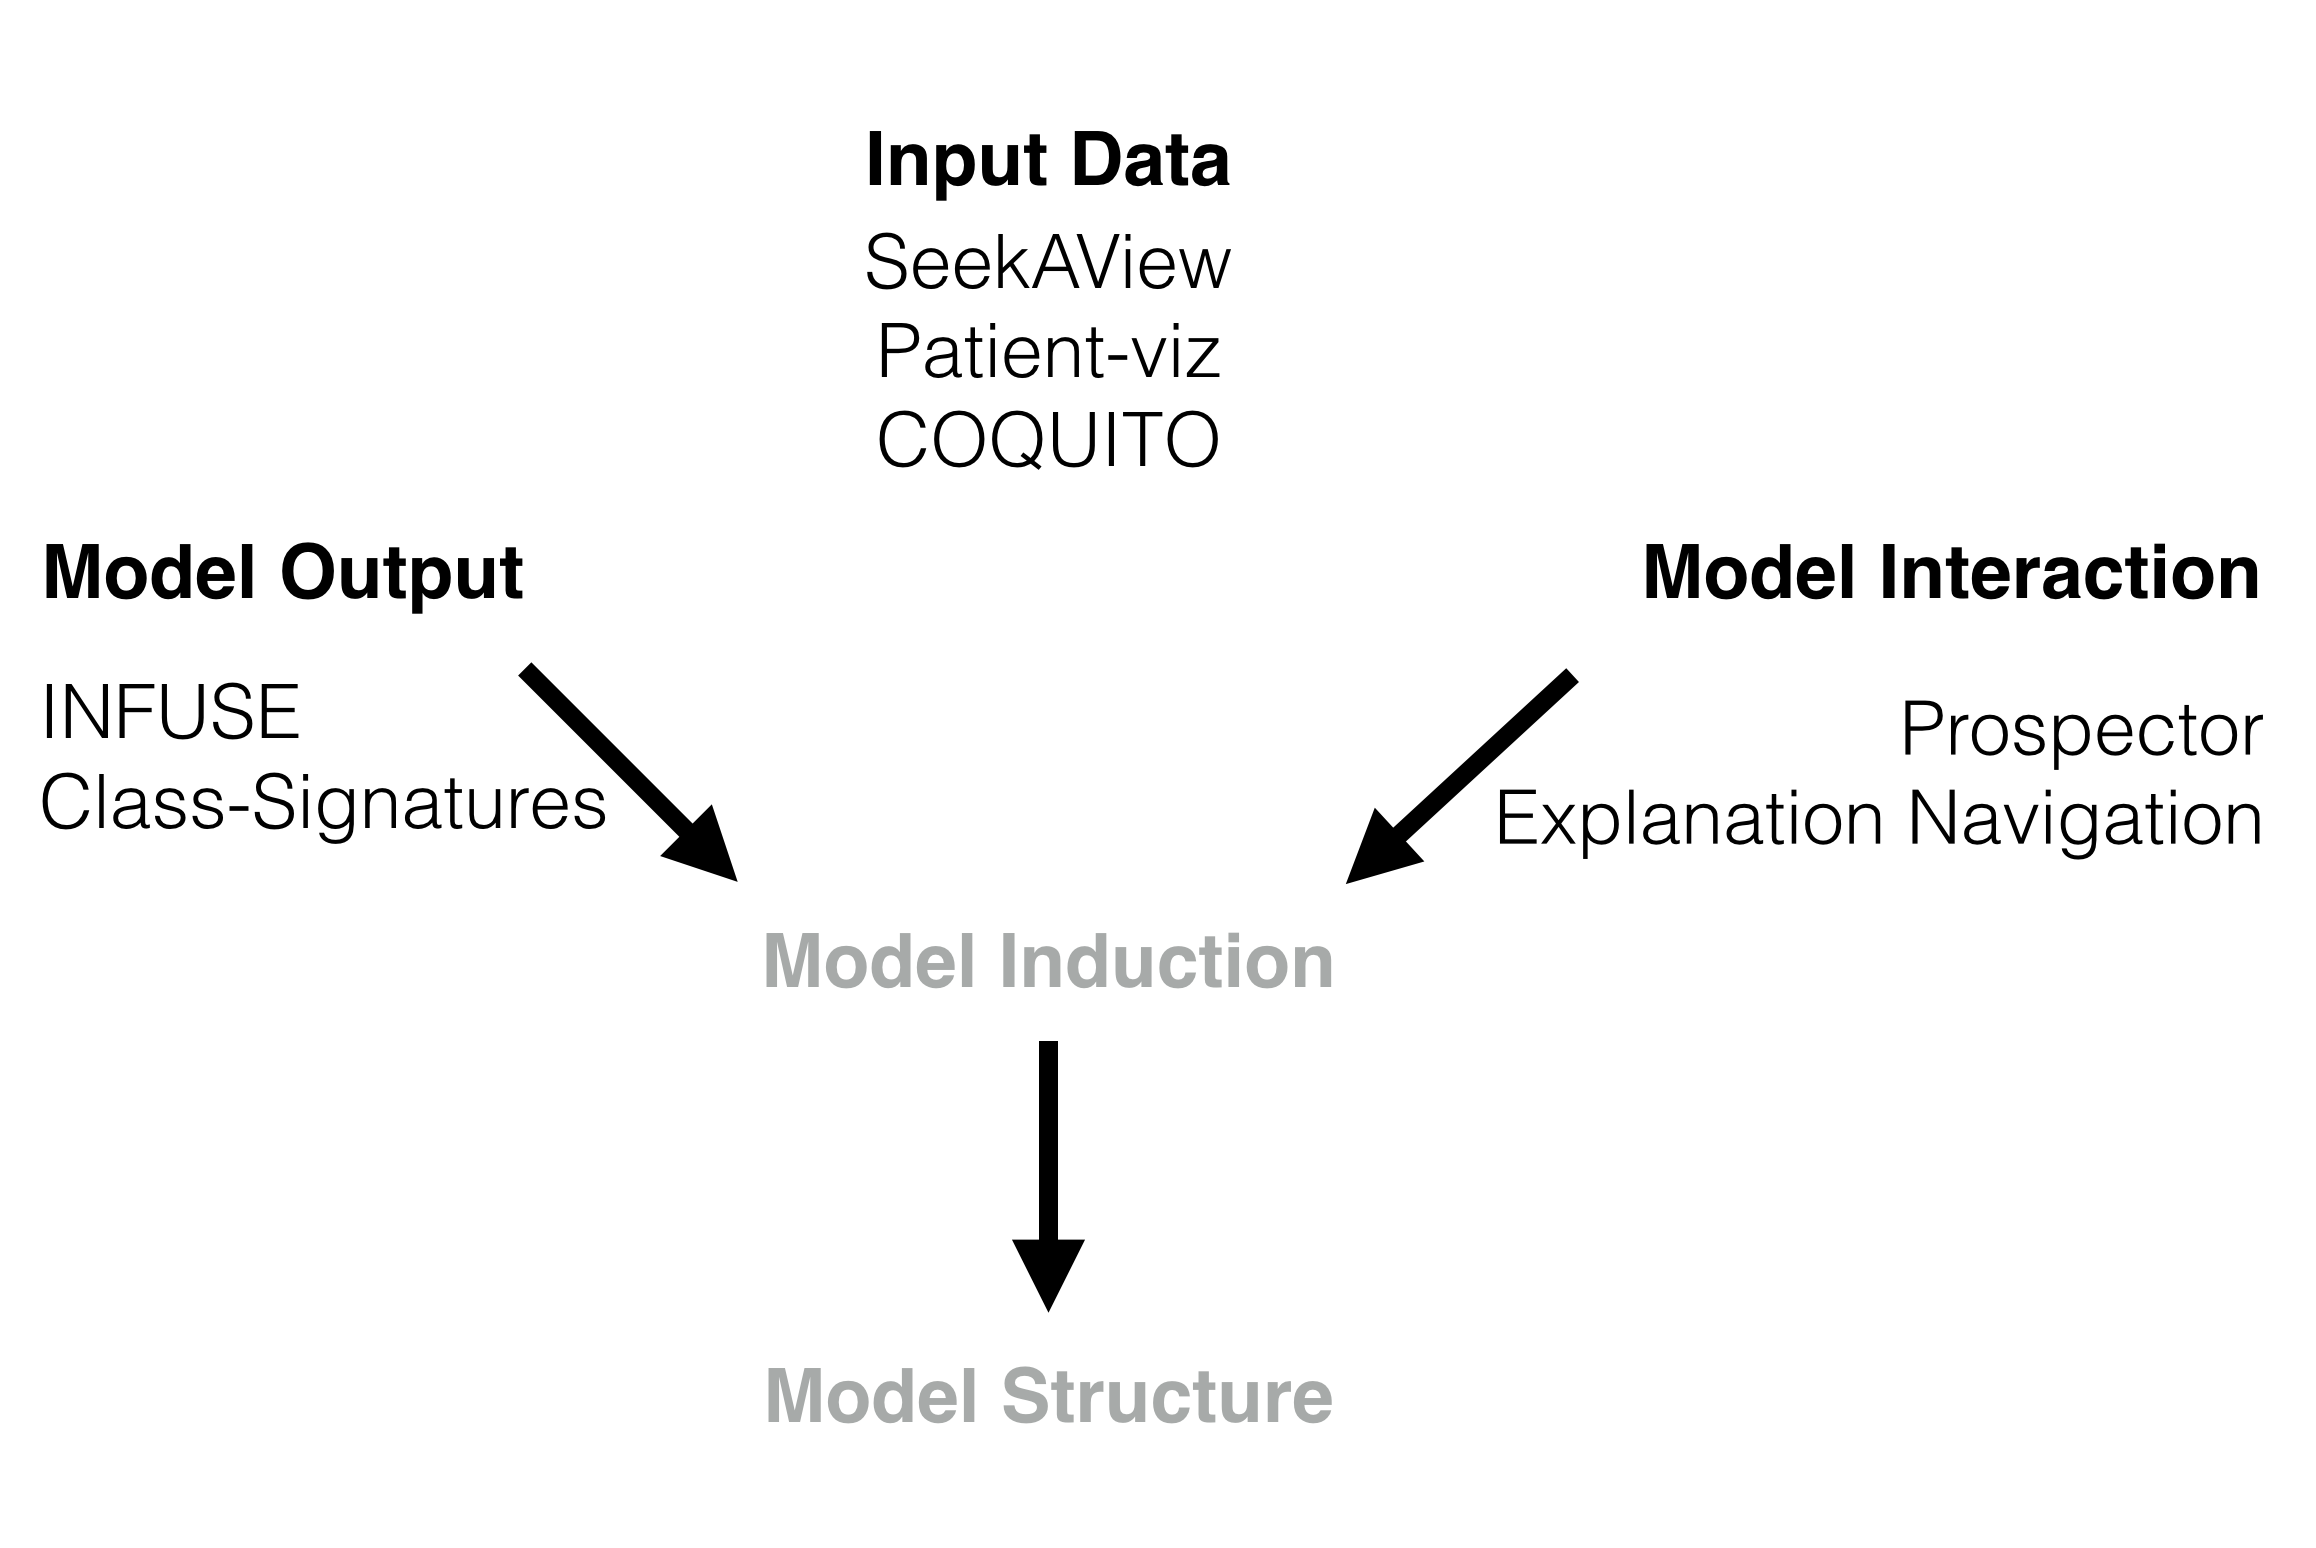 Input Data
SeekAView
Patient-viz
COQUITO
Model Output
INFUSE
Class-Signatures
Model Interaction
Prospector
Explanation Navigation
Model Induction
Model Structure